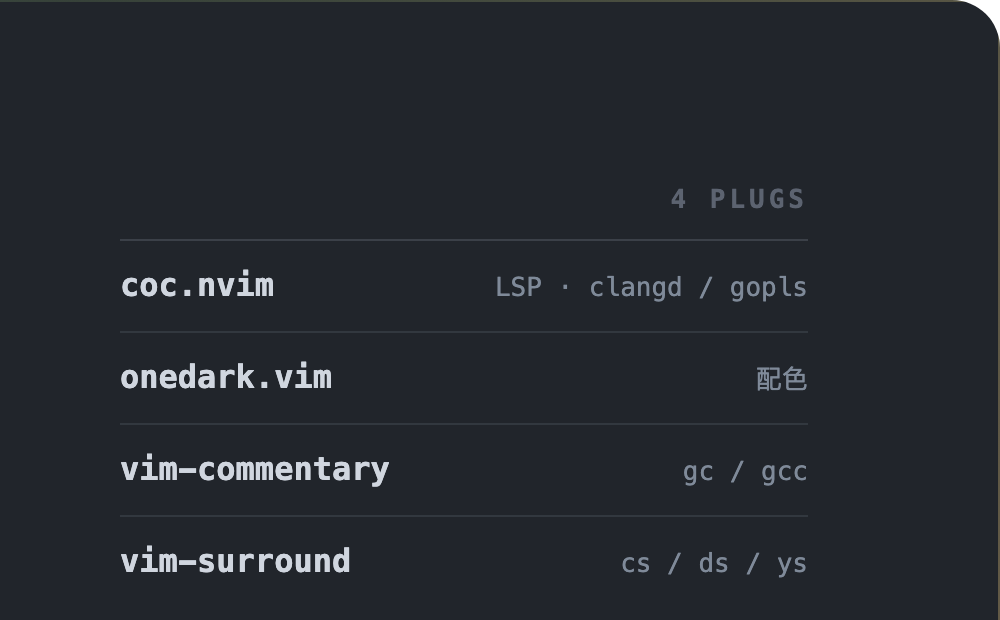 4 PLUGS
coc.nvim LSP · clangd / gopls
onedark.vim 配色
vim-commentary gc / gcc
vim-surround cs / ds / ys